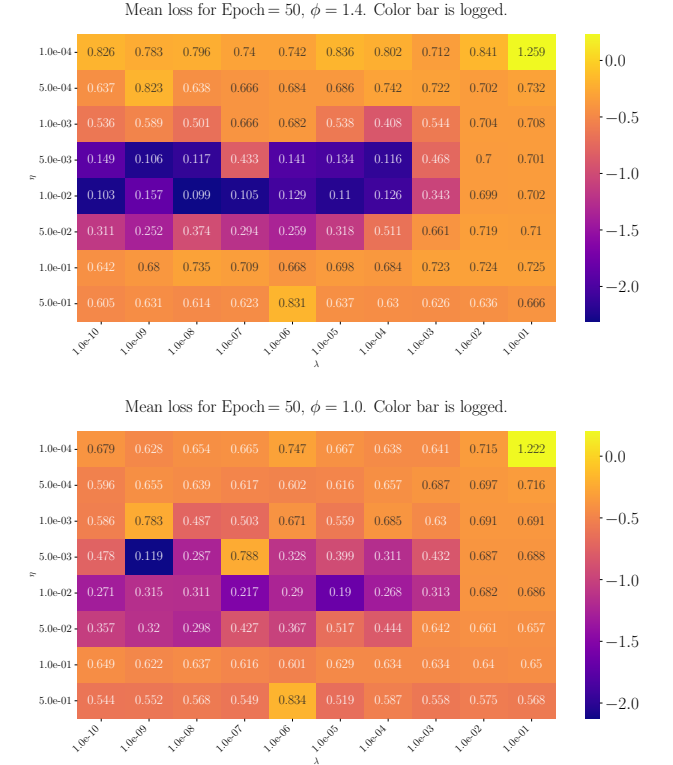 Mean loss for Epoch = 50, ϕ = 1.4. Color bar is logged.
1.0e-04 0.826 0.783 0.796 0.74 0.742 0.836 0.802 0.712 0.841 1.259
5.0e-04 0.637 0.823 0.638 0.666 0.684 0.686 0.742 0.722 0.702 0.732
1.0e-03 0.536 0.589 0.501 0.666 0.682 0.538 0.408 0.544 0.704 0.708
5.0e-03 0.149 0.106 0.117 0.433 0.141 0.134 0.116 0.468 0.7 0.701
1.0e-02 0.103 0.157 0.099 0.105 0.129 0.11 0.126 0.343 0.699 0.702
5.0e-02 0.311 0.252 0.374 0.294 0.259 0.318 0.511 0.661 0.719 0.71
1.0e-01 0.642 0.68 0.735 0.709 0.668 0.698 0.684 0.723 0.724 0.725
5.0e-01 0.605 0.631 0.614 0.623 0.831 0.637 0.63 0.626 0.636 0.666
η
1.0e-10 1.0e-09 1.0e-08 1.0e-07 1.0e-06 1.0e-05 1.0e-04 1.0e-03 1.0e-02 1.0e-01
λ
0.0
−0.5
−1.0
−1.5
−2.0
Mean loss for Epoch = 50, ϕ = 1.0. Color bar is logged.
1.0e-04 0.679 0.628 0.654 0.665 0.747 0.667 0.638 0.641 0.715 1.222
5.0e-04 0.596 0.655 0.639 0.617 0.602 0.616 0.657 0.687 0.697 0.716
1.0e-03 0.586 0.783 0.487 0.503 0.671 0.559 0.685 0.63 0.691 0.691
5.0e-03 0.478 0.119 0.287 0.788 0.328 0.399 0.311 0.432 0.687 0.688
1.0e-02 0.271 0.315 0.311 0.217 0.29 0.19 0.268 0.313 0.682 0.686
5.0e-02 0.357 0.32 0.298 0.427 0.367 0.517 0.444 0.642 0.661 0.657
1.0e-01 0.649 0.622 0.637 0.616 0.601 0.629 0.634 0.634 0.64 0.65
5.0e-01 0.544 0.552 0.568 0.549 0.834 0.519 0.587 0.558 0.575 0.568
η
1.0e-10 1.0e-09 1.0e-08 1.0e-07 1.0e-06 1.0e-05 1.0e-04 1.0e-03 1.0e-02 1.0e-01
λ
0.0
−0.5
−1.0
−1.5
−2.0